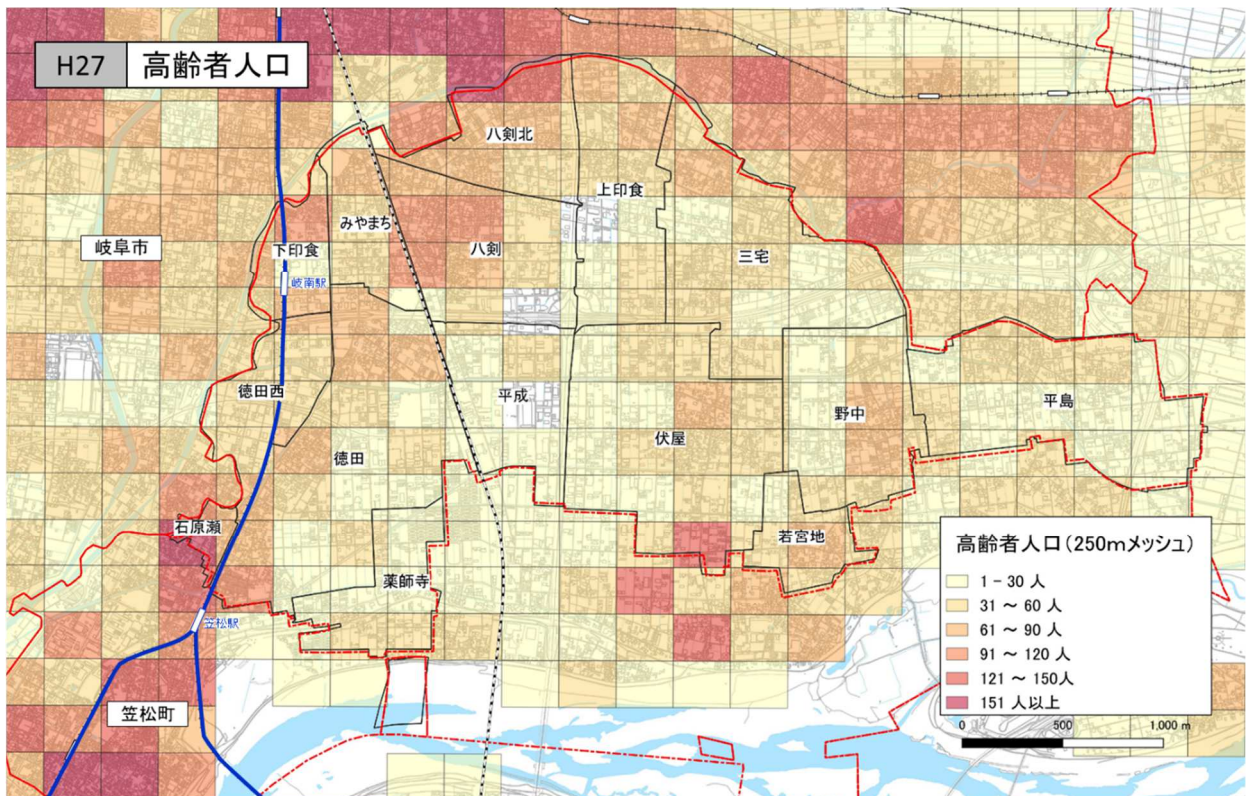 H27 高齢者人口
八剣北
上印食
みやまち
八剣
下印食
岐阜市
三宅
岐南駅
徳田西
平成
野中
平島
伏屋
徳田
石原瀬
若宮地
薬師寺
笠松駅
笠松町
高齢者人口(250mメッシュ)
1 - 30 人
31 ~ 60 人
61 ~ 90 人
91 ~ 120 人
121 ~ 150人
151 人以上
0 500 1,000 m